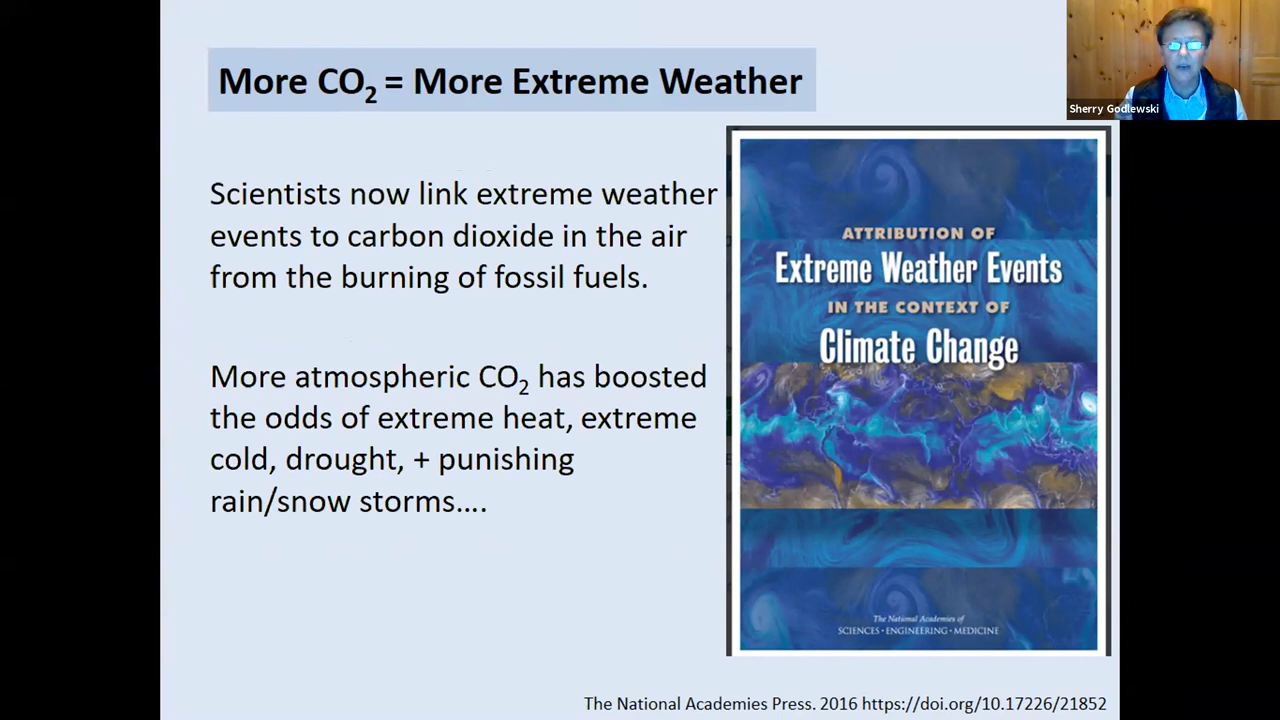 More CO₂ = More Extreme Weather
Sherry Godlewski
Scientists now link extreme weather
events to carbon dioxide in the air
from the burning of fossil fuels.
More atmospheric CO₂ has boosted
the odds of extreme heat, extreme
cold, drought, + punishing
rain/snow storms....
ATTRIBUTION OF
Extreme Weather Events
IN THE CONTEXT OF
Climate Change
The National Academies of
SCIENCES • ENGINEERING • MEDICINE
The National Academies Press. 2016 https://doi.org/10.17226/21852